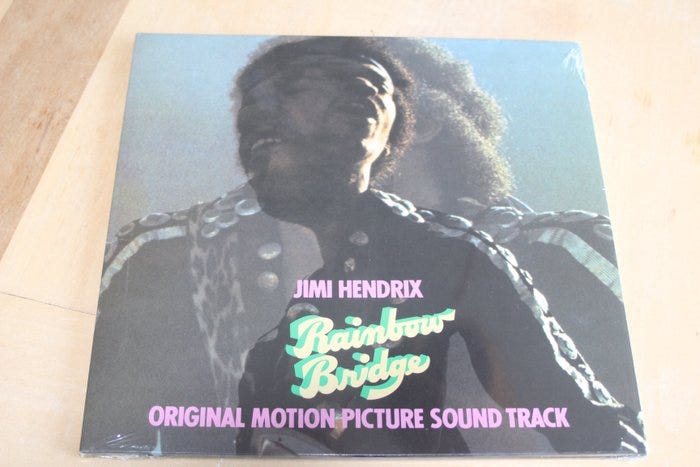 JIMI HENDRIX
Rainbow
Bridge
ORIGINAL MOTION PICTURE SOUND TRACK